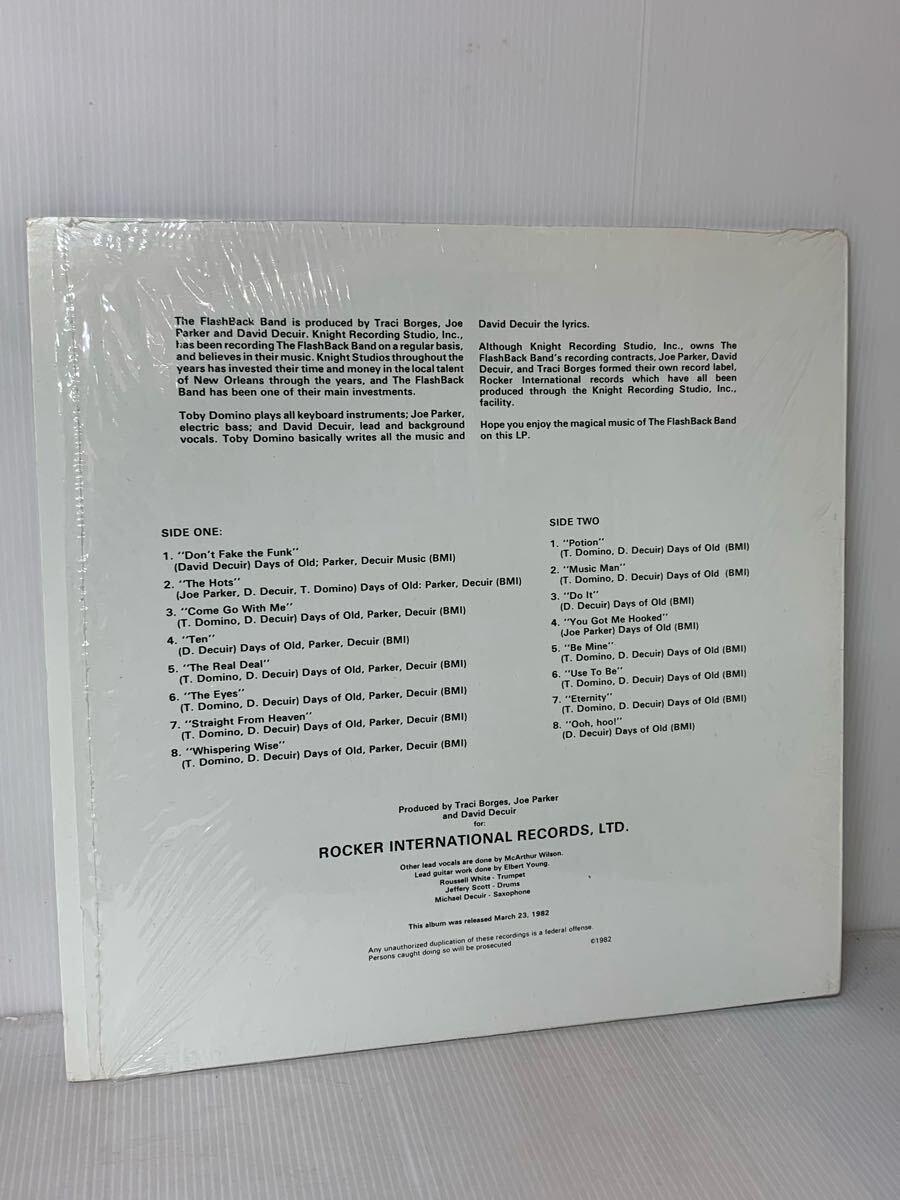 The FlashBack Band is produced by Traci Borges, Joe
Parker and David Decuir. Knight Recording Studio, Inc.,
has been recording The FlashBack Band on a regular basis,
and believes in their music. Knight Studios throughout the
years has invested their time and money in the local talent
of New Orleans through the years, and The FlashBack
Band has been one of their main investments.
Toby Domino plays all keyboard instruments; Joe Parker,
electric bass; and David Decuir, lead and background
vocals. Toby Domino basically writes all the music and
David Decuir the lyrics.
Although Knight Recording Studio, Inc., owns The
FlashBack Band's recording contracts, Joe Parker, David
Decuir, and Traci Borges formed their own record label,
Rocker International records which have all been
produced through the Knight Recording Studio, Inc.,
facility.
Hope you enjoy the magical music of The FlashBack Band
on this LP.
SIDE ONE:
1. "Don't Fake the Funk"
(David Decuir) Days of Old; Parker, Decuir Music (BMI)
2. "The Hots"
(Joe Parker, D. Decuir, T. Domino) Days of Old: Parker, Decuir (BMI)
3. "Come Go With Me"
(T. Domino, D. Decuir) Days of Old, Parker, Decuir (BMI)
4. "Ten"
(D. Decuir) Days of Old, Parker, Decuir (BMI)
5. "The Real Deal"
(T. Domino, D. Decuir) Days of Old, Parker, Decuir (BMI)
6. "The Eyes"
(T. Domino, D. Decuir) Days of Old, Parker, Decuir (BMI)
7. "Straight From Heaven"
(T. Domino, D. Decuir) Days of Old, Parker, Decuir (BMI)
8. "Whispering Wise"
(T. Domino, D. Decuir) Days of Old, Parker, Decuir (BMI)
SIDE TWO
1. "Potion"
(T. Domino, D. Decuir) Days of Old (BMI)
2. "Music Man"
(T. Domino, D. Decuir) Days of Old (BMI)
3. "Do It"
(D. Decuir) Days of Old (BMI)
4. "You Got Me Hooked"
(Joe Parker) Days of Old (BMI)
5. "Be Mine"
(T. Domino, D. Decuir) Days of Old (BMI)
6. "Use To Be"
(T. Domino, D. Decuir) Days of Old (BMI)
7. "Eternity"
(T. Domino, D. Decuir) Days of Old (BMI)
8. "Ooh, hoo!"
(D. Decuir) Days of Old (BMI)
Produced by Traci Borges, Joe Parker
and David Decuir
for:
ROCKER INTERNATIONAL RECORDS, LTD.
Other lead vocals are done by McArthur Wilson.
Lead guitar work done by Elbert Young.
Roussell White - Trumpet
Jeffery Scott - Drums
Michael Decuir - Saxophone
This album was released March 23, 1982
Any unauthorized duplication of these recordings is a federal offense.
Persons caught doing so will be prosecuted ©1982